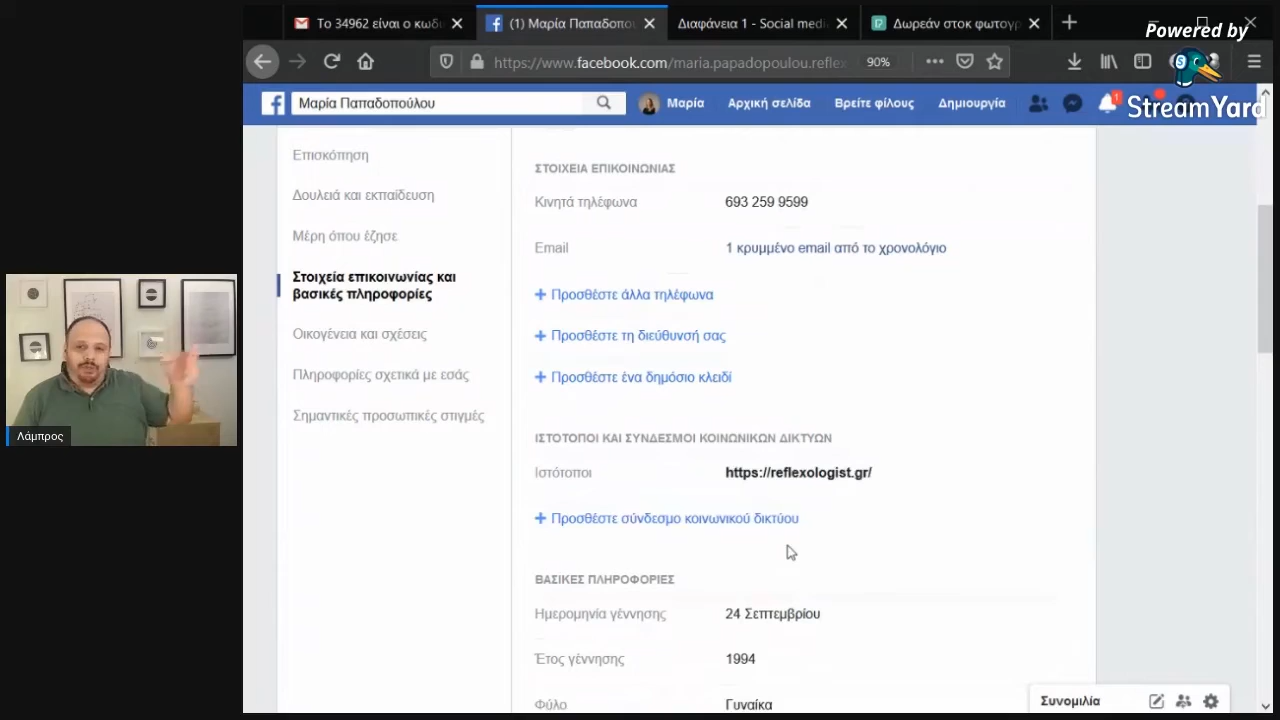 Το 34962 είναι ο κωδι
(1) Μαρία Παπαδοπου
Διαφάνεια 1 - Social medi
Δωρεάν στοκ φωτογρ
Powered by
StreamYard
https://www.facebook.com/maria.papadopoulou.reflex
90%
Μαρία Παπαδοπούλου
Μαρία
Αρχική σελίδα
Βρείτε φίλους
Δημιουργία
1
Επισκόπηση
Δουλειά και εκπαίδευση
Μέρη όπου έζησε
Στοιχεία επικοινωνίας και
βασικές πληροφορίες
Οικογένεια και σχέσεις
Πληροφορίες σχετικά με εσάς
Σημαντικές προσωπικές στιγμές
ΣΤΟΙΧΕΙΑ ΕΠΙΚΟΙΝΩΝΙΑΣ
Κινητά τηλέφωνα 693 259 9599
Email 1 κρυμμένο email από το χρονολόγιο
+ Προσθέστε άλλα τηλέφωνα
+ Προσθέστε τη διεύθυνσή σας
+ Προσθέστε ένα δημόσιο κλειδί
ΙΣΤΟΤΟΠΟΙ ΚΑΙ ΣΥΝΔΕΣΜΟΙ ΚΟΙΝΩΝΙΚΩΝ ΔΙΚΤΥΩΝ
Ιστότοποι https://reflexologist.gr/
+ Προσθέστε σύνδεσμο κοινωνικού δικτύου
ΒΑΣΙΚΕΣ ΠΛΗΡΟΦΟΡΙΕΣ
Ημερομηνία γέννησης 24 Σεπτεμβρίου
Έτος γέννησης 1994
Φύλο Γυναίκα
Συνομιλία
Λάμπρος